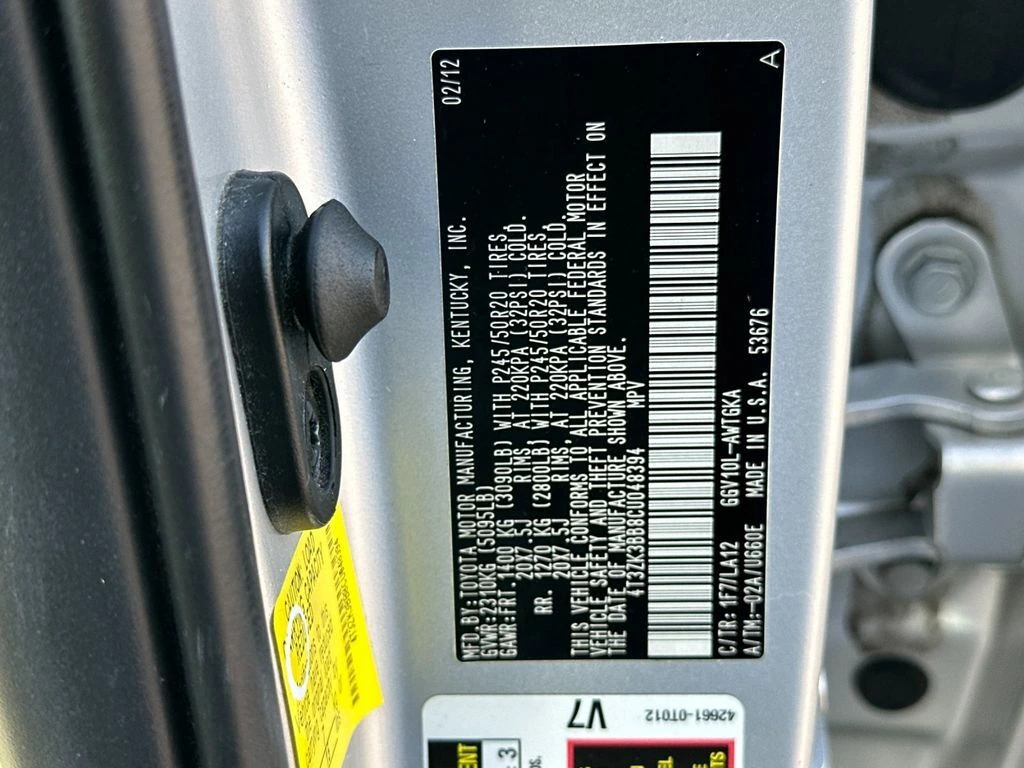 MFD.BY:TOYOTA MOTOR MANUFACTURING, KENTUCKY, INC. 02/12
GVWR:2310KG (5095LB)
GAWR:FRT.1400 KG (3090LB) WITH P245/50R20 TIRES,
20X7.5J RIMS, AT 220KPA (32PSI) COLD.
RR. 1270 KG (2800LB) WITH P245/50R20 TIRES,
20X7.5J RIMS, AT 220KPA (32PSI) COLD.
THIS VEHICLE CONFORMS TO ALL APPLICABLE FEDERAL MOTOR
VEHICLE SAFETY AND THEFT PREVENTION STANDARDS IN EFFECT ON
THE DATE OF MANUFACTURE SHOWN ABOVE.
4T3ZK3BB8CU048394 MPV
C/TR:1F7/LA12 GGV10L-AWTGKA
A/TM:-02A/U660E MADE IN U.S.A. 53676 A
V7
42661-0T012